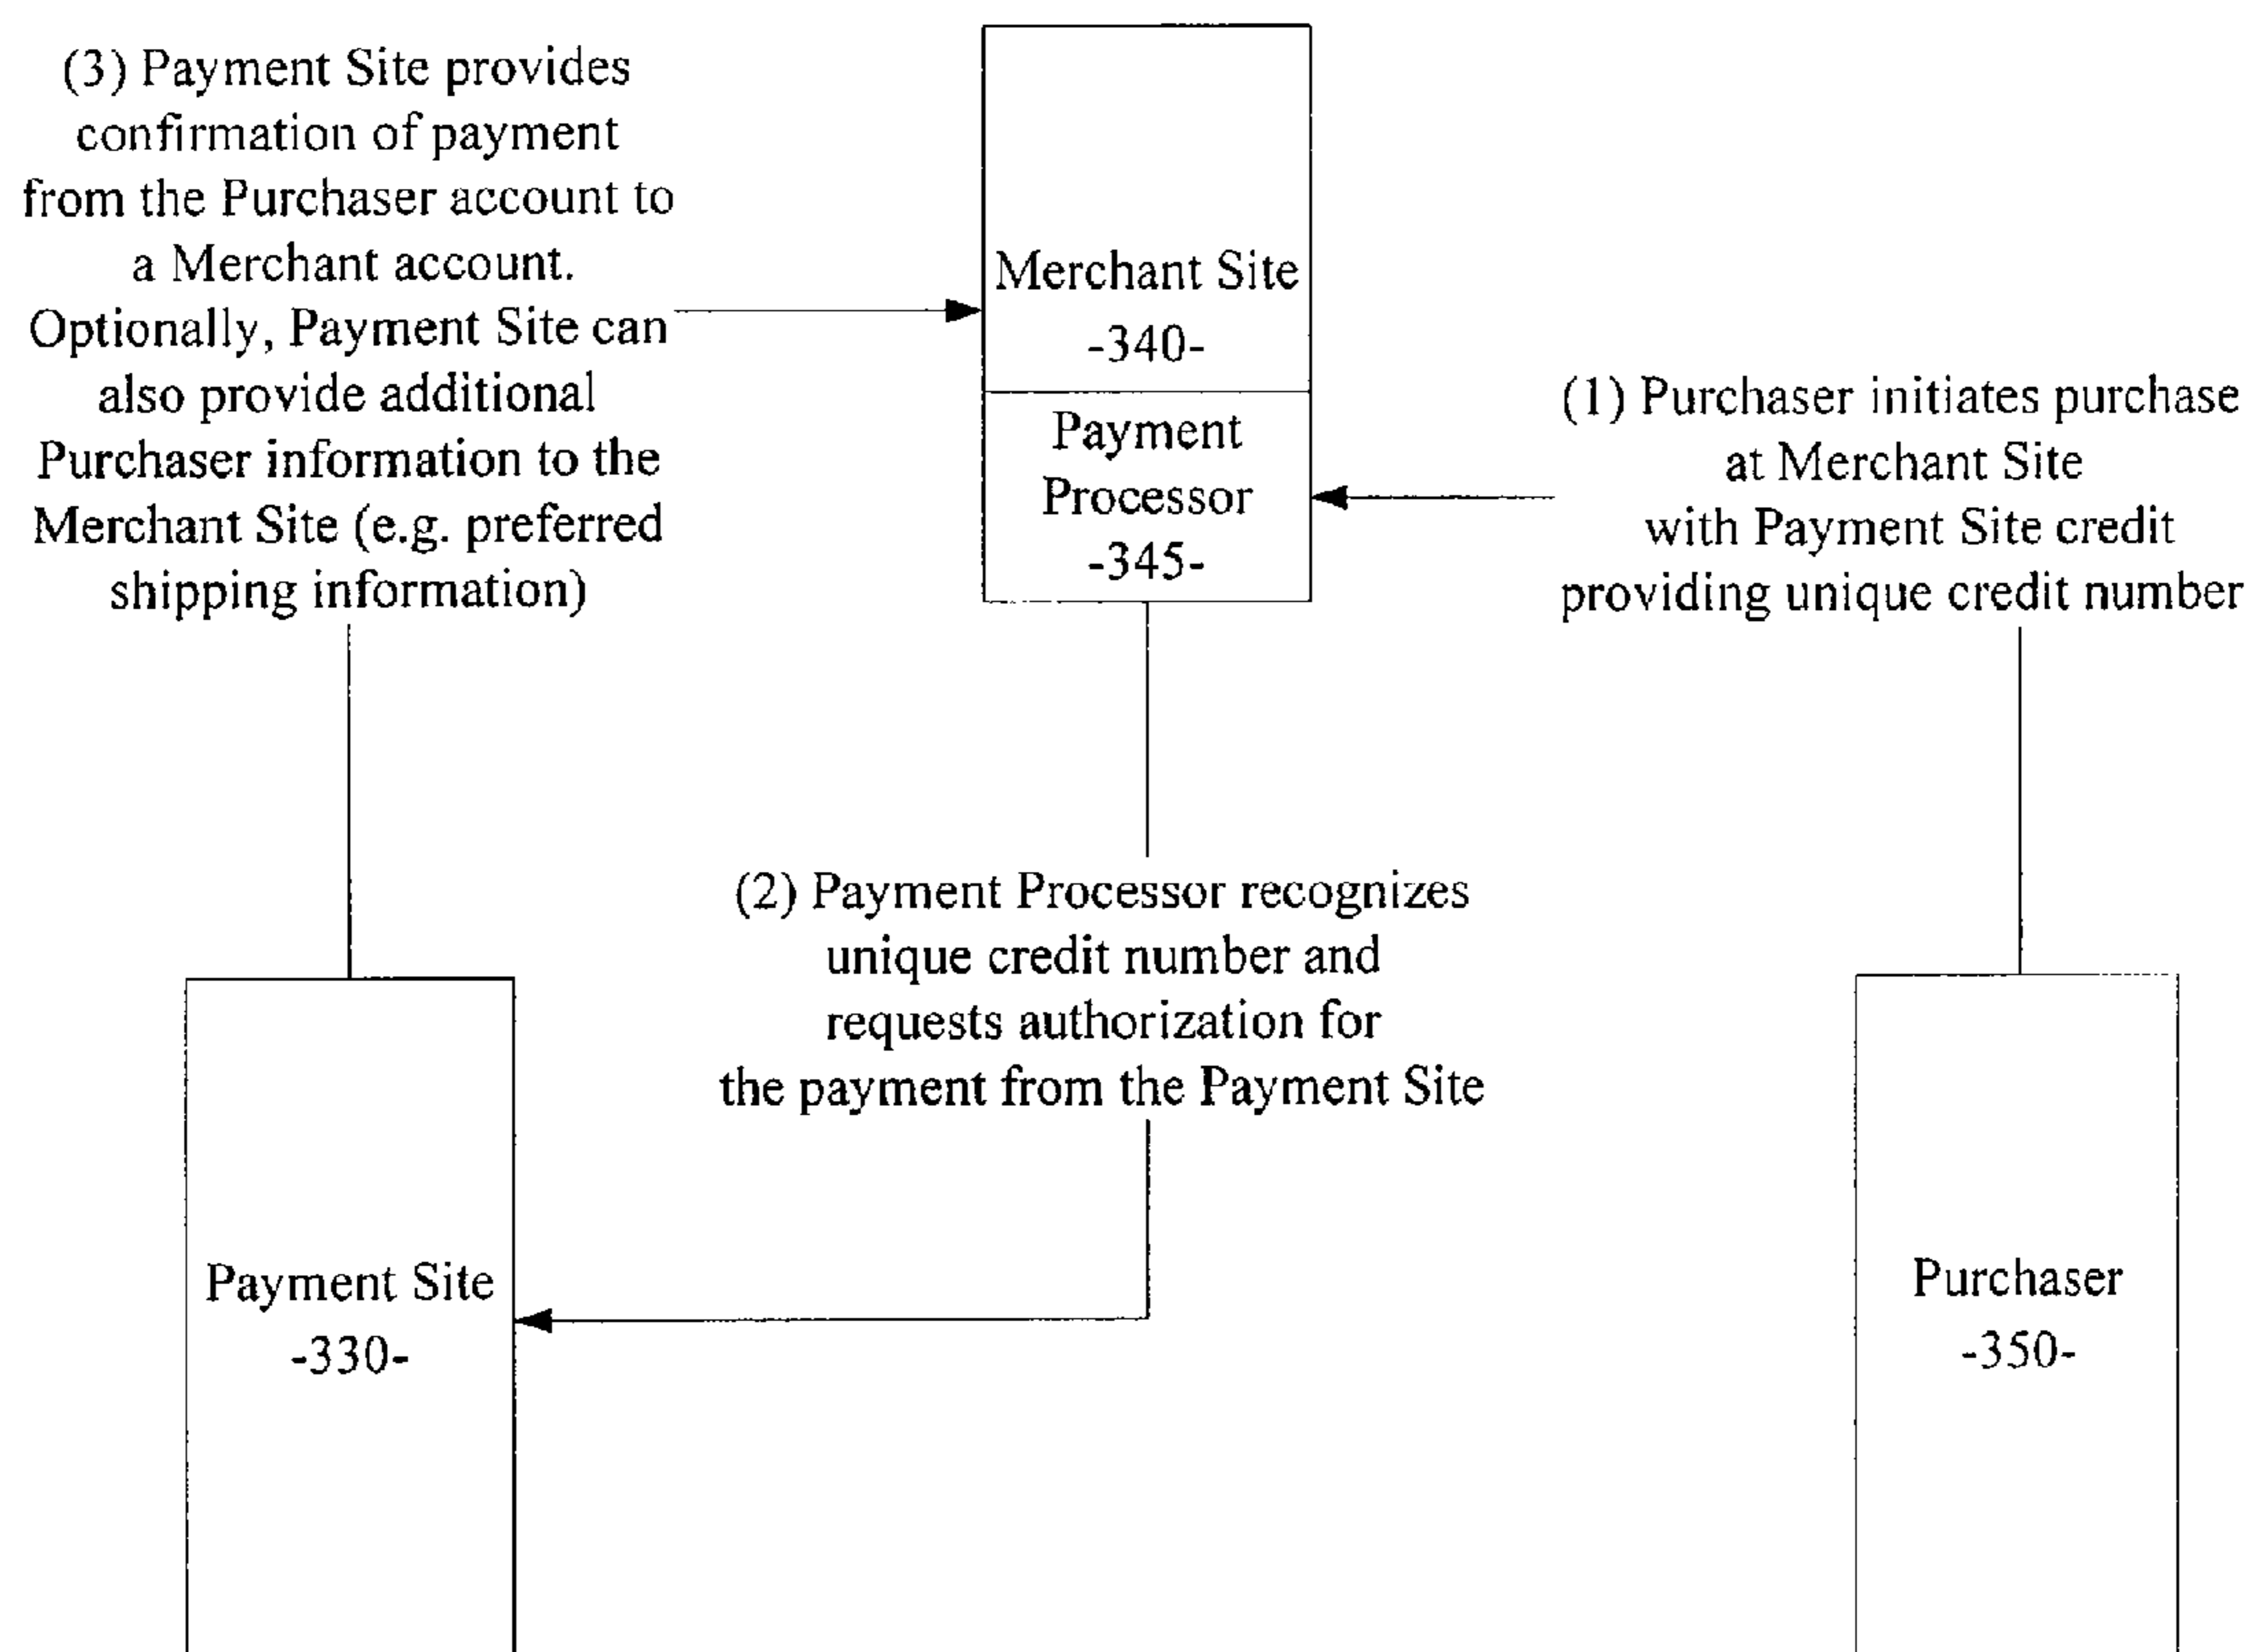 (3) Payment Site provides
confirmation of payment
from the Purchaser account to
a Merchant account.
Optionally, Payment Site can
also provide additional
Purchaser information to the
Merchant Site (e.g. preferred
shipping information)
Merchant Site
-340-
Payment
Processor
-345-
(1) Purchaser initiates purchase
at Merchant Site
with Payment Site credit
providing unique credit number
(2) Payment Processor recognizes
unique credit number and
requests authorization for
the payment from the Payment Site
Payment Site
-330-
Purchaser
-350-